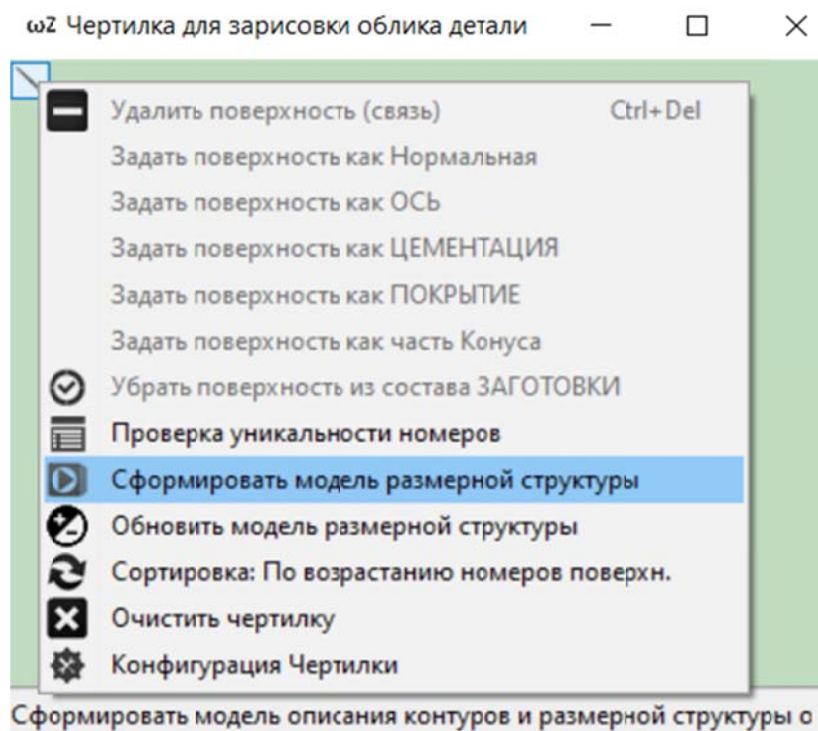 ωZ Чертилка для зарисовки облика детали
Удалить поверхность (связь) Ctrl+Del
Задать поверхность как Нормальная
Задать поверхность как ОСЬ
Задать поверхность как ЦЕМЕНТАЦИЯ
Задать поверхность как ПОКРЫТИЕ
Задать поверхность как часть Конуса
Убрать поверхность из состава ЗАГОТОВКИ
Проверка уникальности номеров
Сформировать модель размерной структуры
Обновить модель размерной структуры
Сортировка: По возрастанию номеров поверхн.
Очистить чертилку
Конфигурация Чертилки
Сформировать модель описания контуров и размерной структуры о